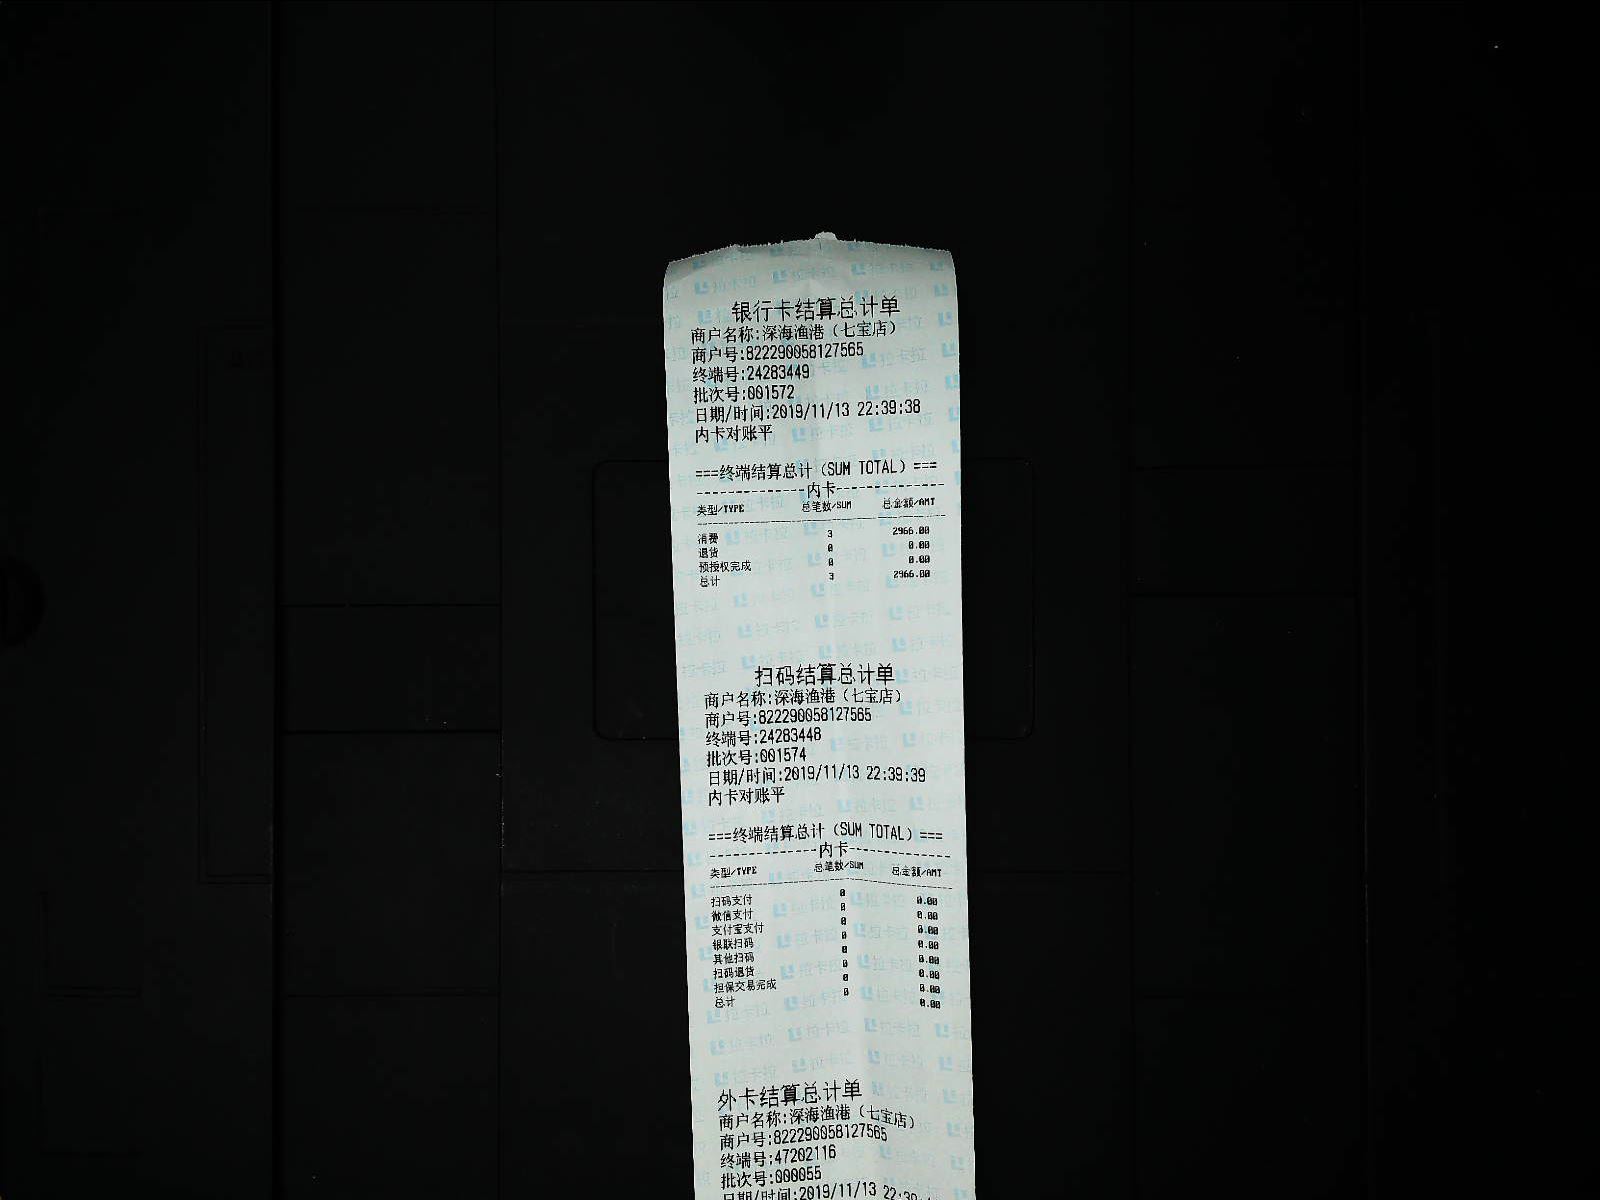 银行卡结算总计单
商户名称:深海渔港（七宝店）
商户号:822290058127565
终端号:24283449
批次号:001572
日期/时间:2019/11/13 22:39:38
内卡对账平
===终端结算总计（SUM TOTAL）===
内卡
类型/TYPE 总笔数/SUM 总金额/AMT
消费 3 2966.00
退货 0 0.00
预授权完成 0 0.00
总计 3 2966.00
扫码结算总计单
商户名称:深海渔港（七宝店）
商户号:822290058127565
终端号:24283448
批次号:001574
日期/时间:2019/11/13 22:39:39
内卡对账平
===终端结算总计（SUM TOTAL）===
内卡
类型/TYPE 总笔数/SUM 总金额/AMT
扫码支付 0 0.00
微信支付 0 0.00
支付宝支付 0 0.00
银联扫码 0 0.00
其他扫码 0 0.00
扫码退货 0 0.00
担保交易完成 0 0.00
总计 0 0.00
外卡结算总计单
商户名称:深海渔港（七宝店）
商户号:822290058127565
终端号:47202116
批次号:000055
日期/时间:2019/11/13